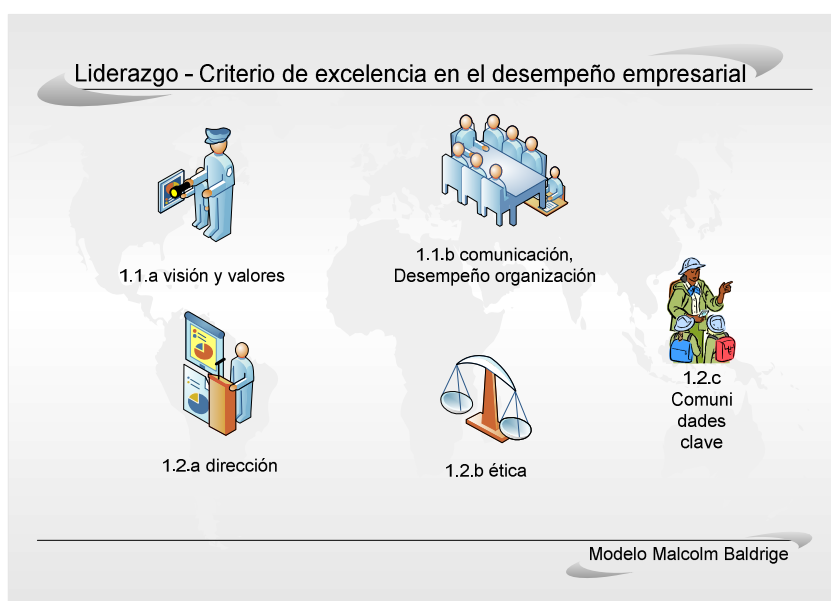 Liderazgo - Criterio de excelencia en el desempeño empresarial
1.1.a visión y valores
1.1.b comunicación,
Desempeño organización
1.2.a dirección
1.2.b ética
1.2.c
Comuni
dades
clave
Modelo Malcolm Baldrige